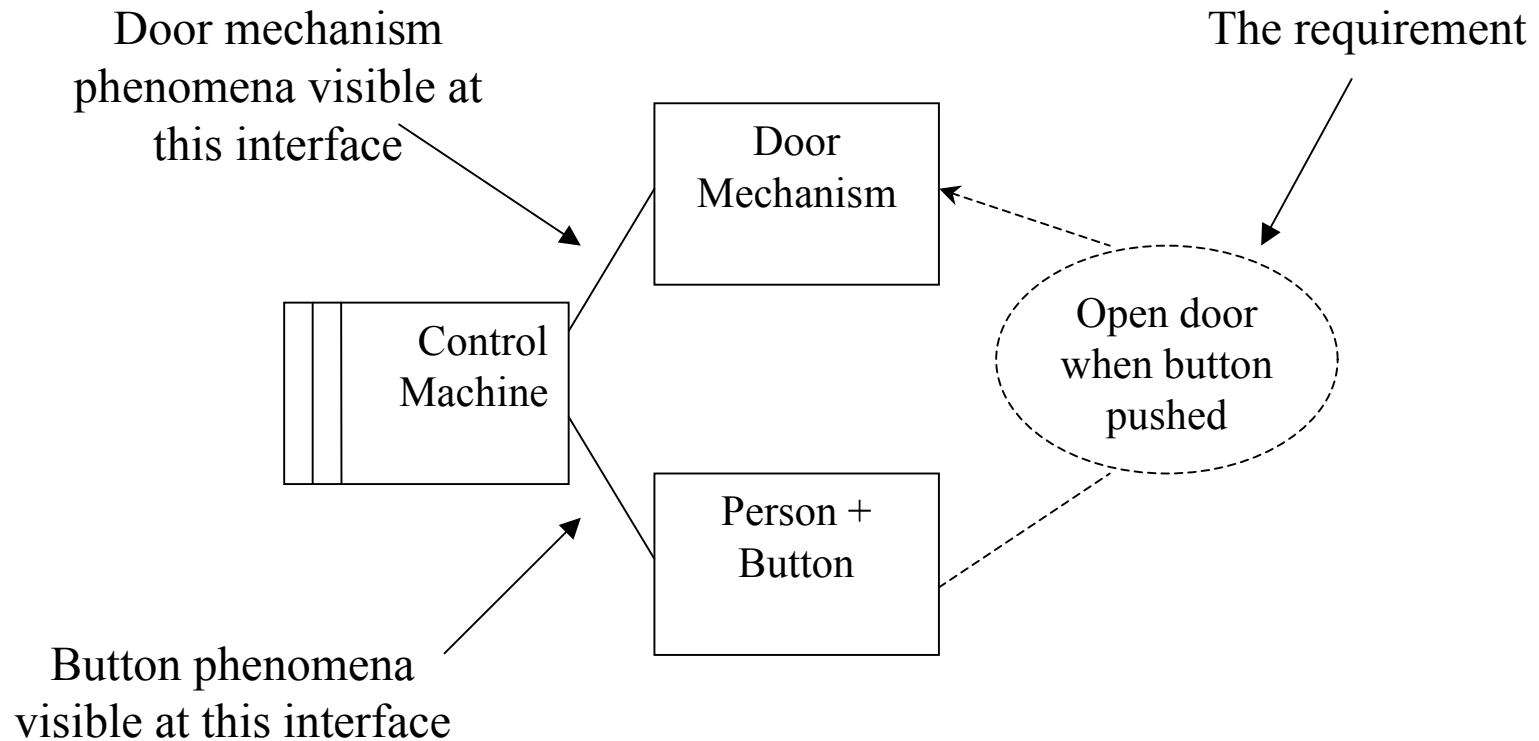 Door mechanism
phenomena visible at
this interface
The requirement
Door
Mechanism
Control
Machine
Open door
when button
pushed
Person +
Button
Button phenomena
visible at this interface